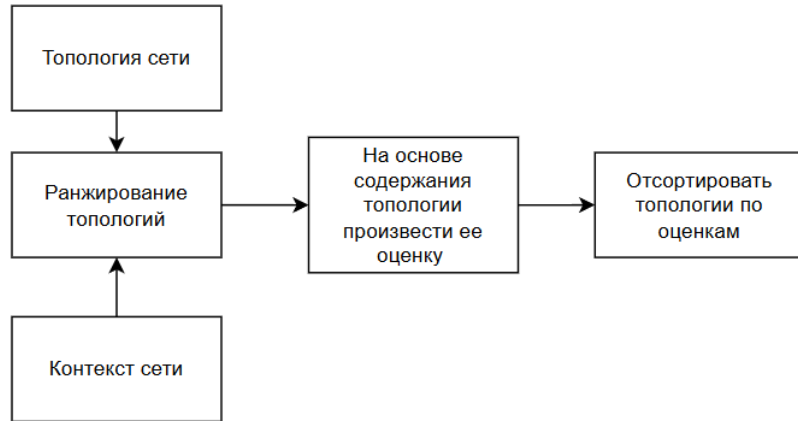 Топология сети
Ранжирование
топологий
На основе
содержания
топологии
произвести ее
оценку
Отсортировать
топологии по
оценкам
Контекст сети